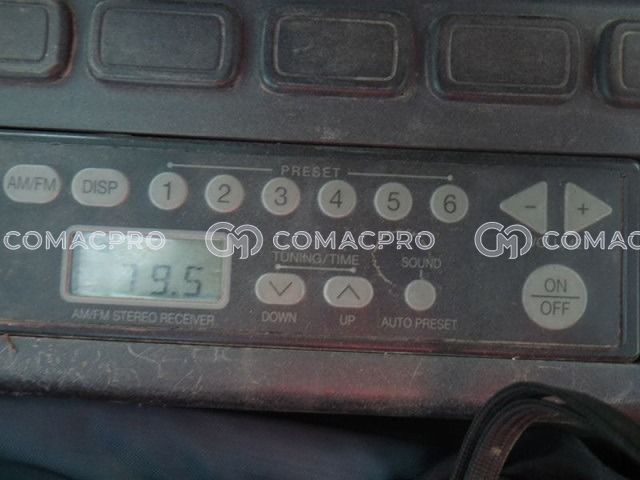 PRESET
AM/FM DISP 1 2 3 4 5 6 - +
COMACPRO COMACPRO COMACPRO
TUNING/TIME SOUND
79.5
ON
OFF
AM/FM STEREO RECEIVER DOWN UP AUTO PRESET